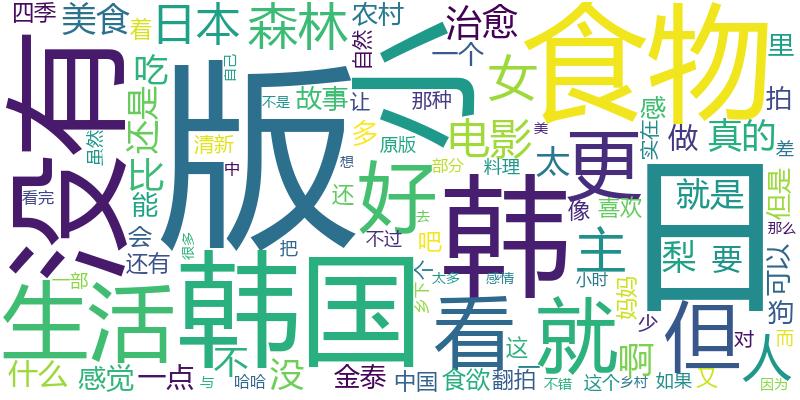 四季
美食
着
日本
森林
农村
治愈
一个
食物
里
没有
吃
版
自己
不是
故事
自然
让
小
那种
女
感
拍
还是
虽然
清新
中
多
原版
电影
美
实在
做
真的
差
比
能
想
好
吧
部分
料理
太
更
就是
但是
看完
会
还有
很多
把
还
不过
去
韩
像
喜欢
日
梨
要
那么
生活
一部
韩国
个
乡下
太多
看
感情
主
就
小时
妈妈
少
但
对
可以
狗
而
人
什么
感觉
一点
与
不
哈哈
没
金泰
中国
食欲
这
一
翻拍
不错
这个
啊
乡村
如果
又
因为